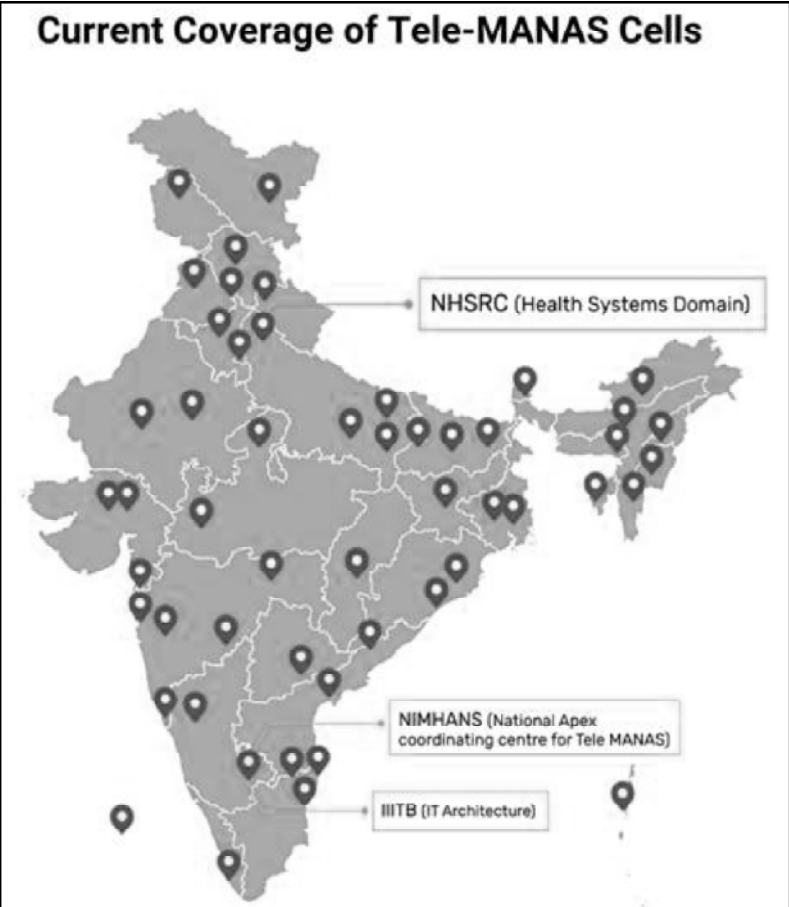 Current Coverage of Tele-MANAS Cells
NHSRC (Health Systems Domain)
NIMHANS (National Apex
coordinating centre for Tele MANAS)
IIITB (IT Architecture)